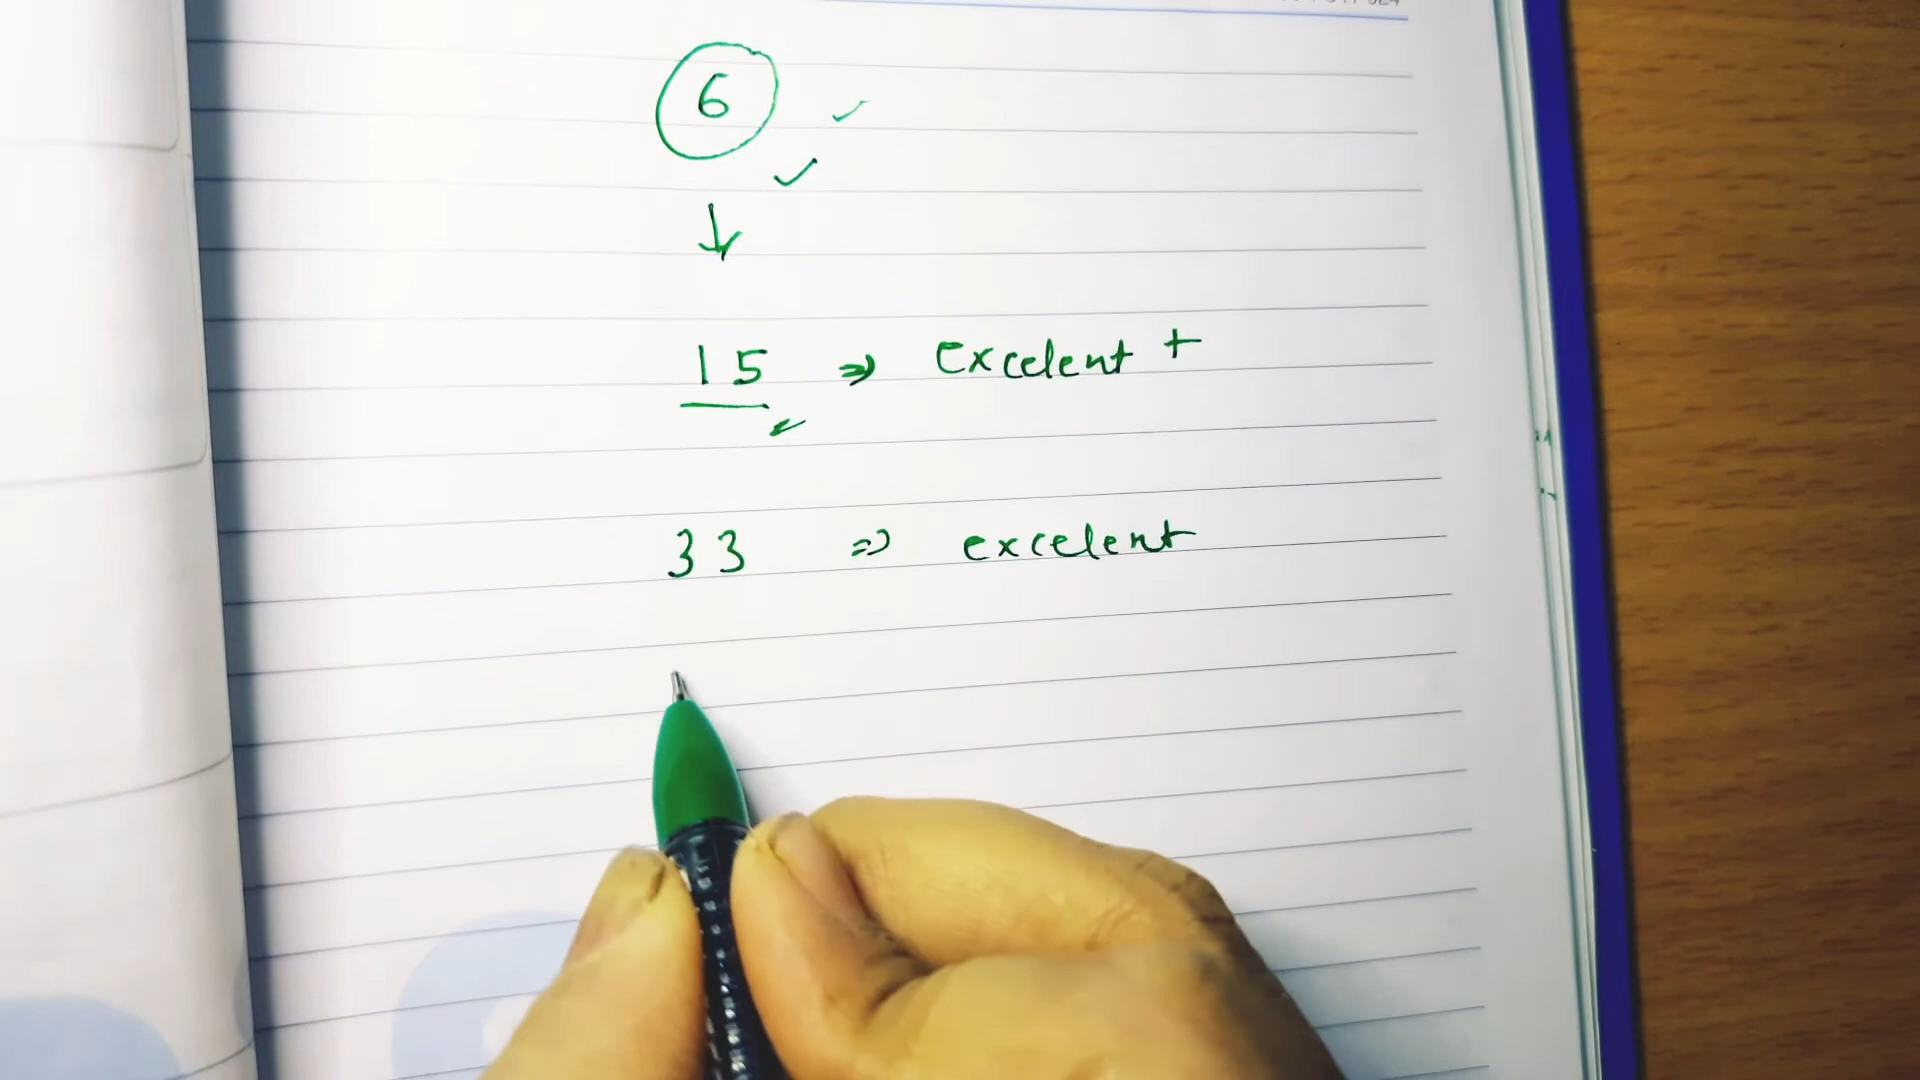 6
15 ⇒ Excelent +
33 ⇒ excelent